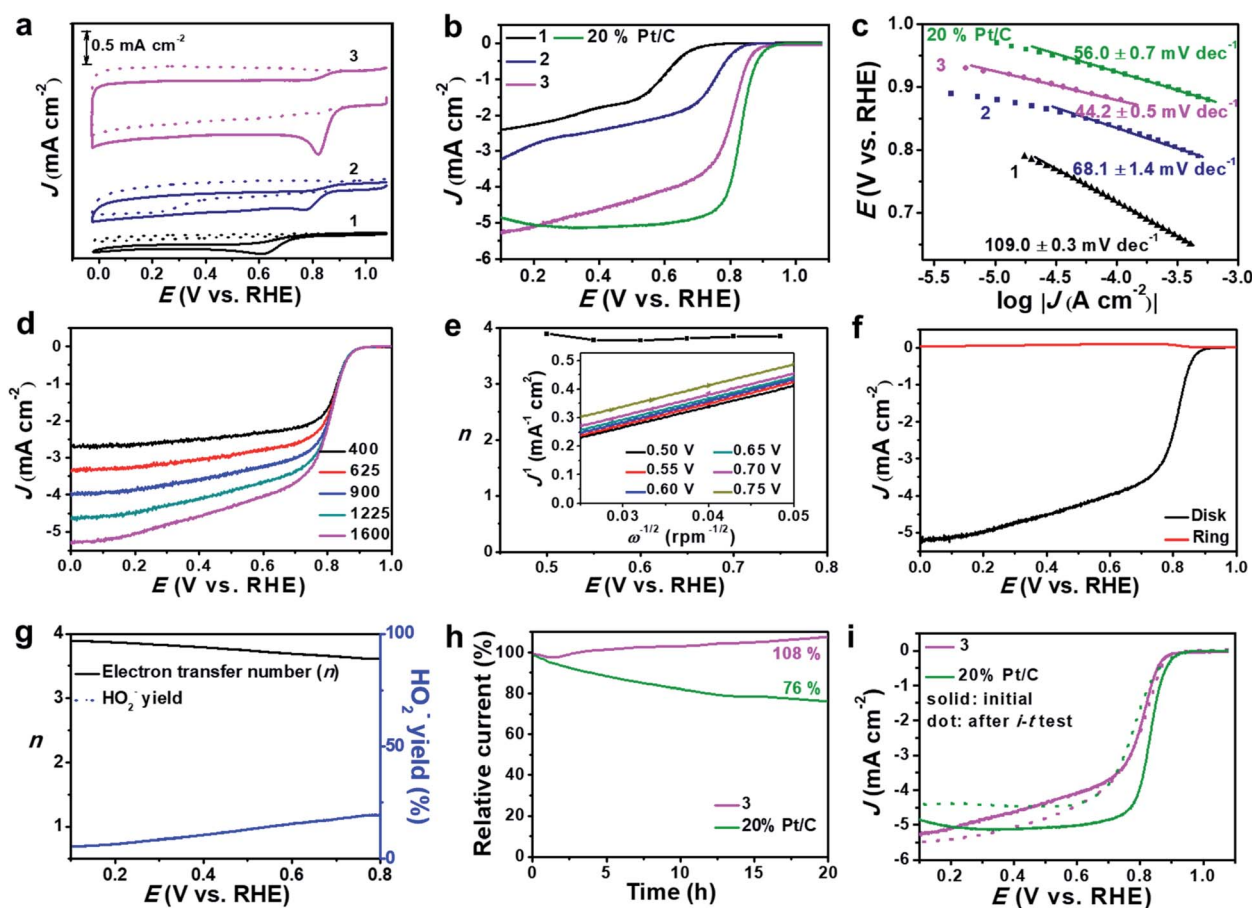 a
0.5 mA cm-2
3
2
1
J (mA cm-2)
0.0 0.2 0.4 0.6 0.8 1.0
E (V vs. RHE)
b
1 20 % Pt/C
2
3
0
-1
-2
-3
-4
-5
-6
J (mA cm-2)
0.2 0.4 0.6 0.8 1.0
E (V vs. RHE)
c
20 % Pt/C
56.0 ± 0.7 mV dec-1
3
44.2 ± 0.5 mV dec-1
2
68.1 ± 1.4 mV dec-1
1
109.0 ± 0.3 mV dec-1
1.0
0.9
0.8
0.7
E (V vs. RHE)
-5.5 -5.0 -4.5 -4.0 -3.5 -3.0
log |J (A cm-2)|
d
0
-1
-2
-3
-4
-5
J (mA cm-2)
400
625
900
1225
1600
0.0 0.2 0.4 0.6 0.8 1.0
E (V vs. RHE)
e
4
3
2
1
0
n
0.5
0.4
0.3
0.2
0.1
0.0
J1 (mA-1 cm2)
0.50 V 0.65 V
0.55 V 0.70 V
0.60 V 0.75 V
0.03 0.04 0.05
ω-1/2 (rpm-1/2)
0.5 0.6 0.7 0.8
E (V vs. RHE)
f
0
-1
-2
-3
-4
-5
J (mA cm-2)
Disk
Ring
0.0 0.2 0.4 0.6 0.8 1.0
E (V vs. RHE)
g
4
3
2
1
n
Electron transfer number (n)
HO2- yield
100
50
0
HO2- yield (%)
0.2 0.4 0.6 0.8
E (V vs. RHE)
h
100
80
60
40
20
0
Relative current (%)
108 %
76 %
3
20% Pt/C
0 5 10 15 20
Time (h)
i
0
-1
-2
-3
-4
-5
-6
J (mA cm-2)
3
20% Pt/C
solid: initial
dot: after i-t test
0.2 0.4 0.6 0.8 1.0
E (V vs. RHE)